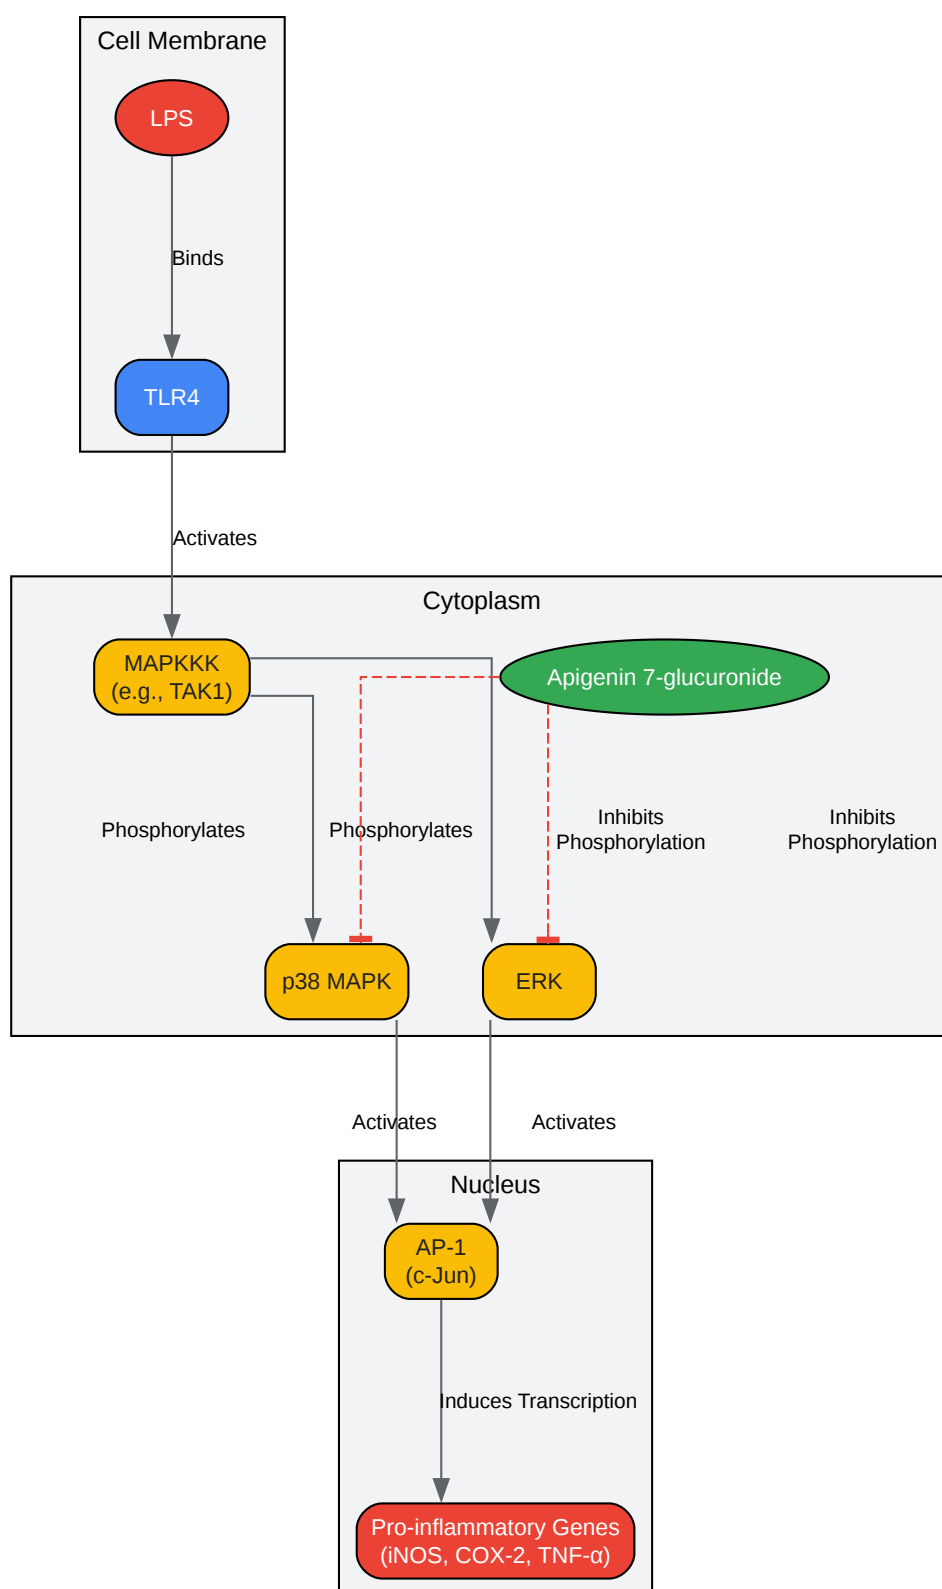 Cell Membrane
LPS
Binds
TLR4
Activates
Cytoplasm
MAPKKK
(e.g., TAK1)
Apigenin 7-glucuronide
Phosphorylates
Phosphorylates
Inhibits
Phosphorylation
Inhibits
Phosphorylation
p38 MAPK
ERK
Activates
Activates
Nucleus
AP-1
(c-Jun)
Induces Transcription
Pro-inflammatory Genes
(iNOS, COX-2, TNF-α)